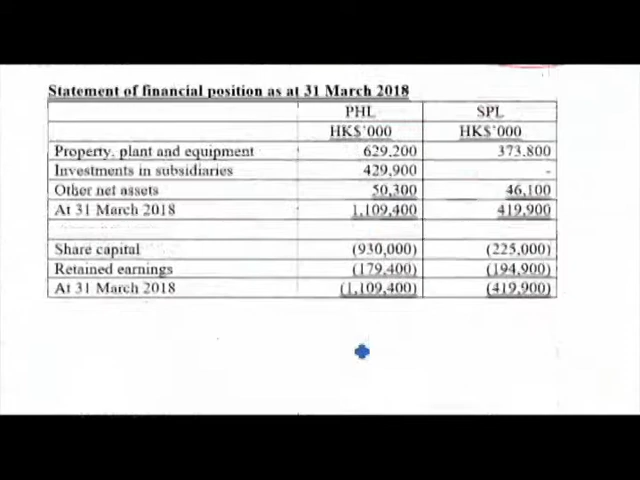 Statement of financial position as at 31 March 2018
PHL SPL
HK$'000 HK$'000
Property, plant and equipment 629,200 373,800
Investments in subsidiaries 429,900 -
Other net assets 50,300 46,100
At 31 March 2018 1,109,400 419,900
Share capital (930,000) (225,000)
Retained earnings (179,400) (194,900)
At 31 March 2018 (1,109,400) (419,900)